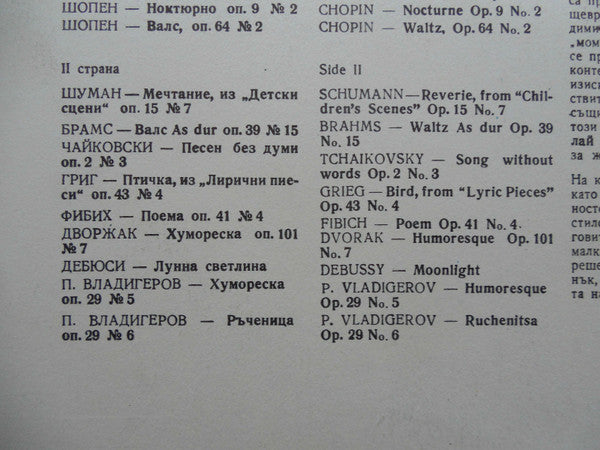 ШОПЕН — Ноктюрно оп. 9 № 2
ШОПЕН — Валс, оп. 64 № 2
II страна
ШУМАН — Мечтание, из „Детски
сцени“ оп. 15 № 7
БРАМС — Валс As dur оп. 39 № 15
ЧАЙКОВСКИ — Песен без думи
оп. 2 № 3
ГРИГ — Птичка, из „Лирични пие-
си“ оп. 43 № 4
ФИБИХ — Поема оп. 41 № 4
ДВОРЖАК — Хумореска оп. 101
№ 7
ДЕБЮСИ — Лунна светлина
П. ВЛАДИГЕРОВ — Хумореска
оп. 29 № 5
П. ВЛАДИГЕРОВ — Ръченица
оп. 29 № 6
CHOPIN — Nocturne Op. 9 No. 2
CHOPIN — Waltz, Op. 64 No. 2
Side II
SCHUMANN — Reverie, from “Chil-
dren’s Scenes” Op. 15 No. 7
BRAHMS — Waltz As dur Op. 39
No. 15
TCHAIKOVSKY — Song without
words Op. 2 No. 3
GRIEG — Bird, from “Lyric Pieces”
Op. 43 No. 4
FIBICH — Poem Op. 41 No. 4.
DVORAK — Humoresque Op. 101
No. 7
DEBUSSY — Moonlight
P. VLADIGEROV — Humoresque
Op. 29 No. 5
P. VLADIGEROV — Ruchenitsa
Op. 29 No. 6